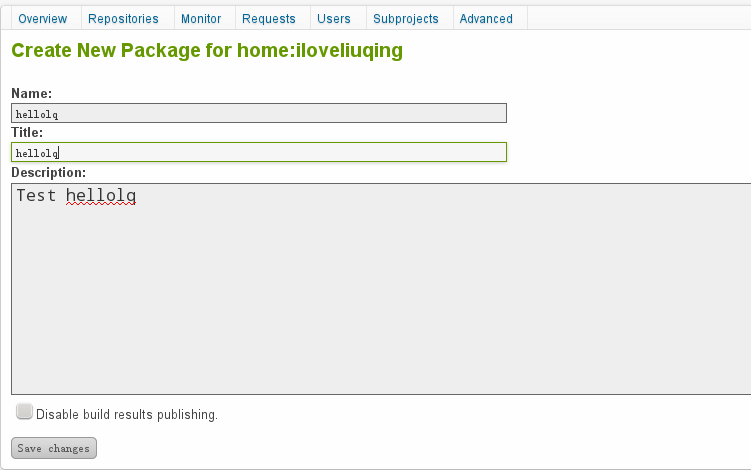 Overview Repositories Monitor Requests Users Subprojects Advanced
Create New Package for home:iloveliuqing
Name:
hellolq
Title:
hellolq
Description:
Test hellolq
Disable build results publishing.
Save changes